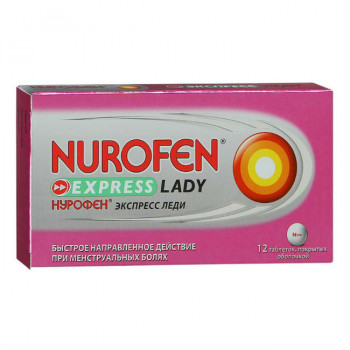 NUROFEN®
EXPRESS LADY
НУРОФЕН® ЭКСПРЕСС ЛЕДИ
БЫСТРОЕ НАПРАВЛЕННОЕ ДЕЙСТВИЕ
ПРИ МЕНСТРУАЛЬНЫХ БОЛЯХ
12 таблеток, покрытых
оболочкой